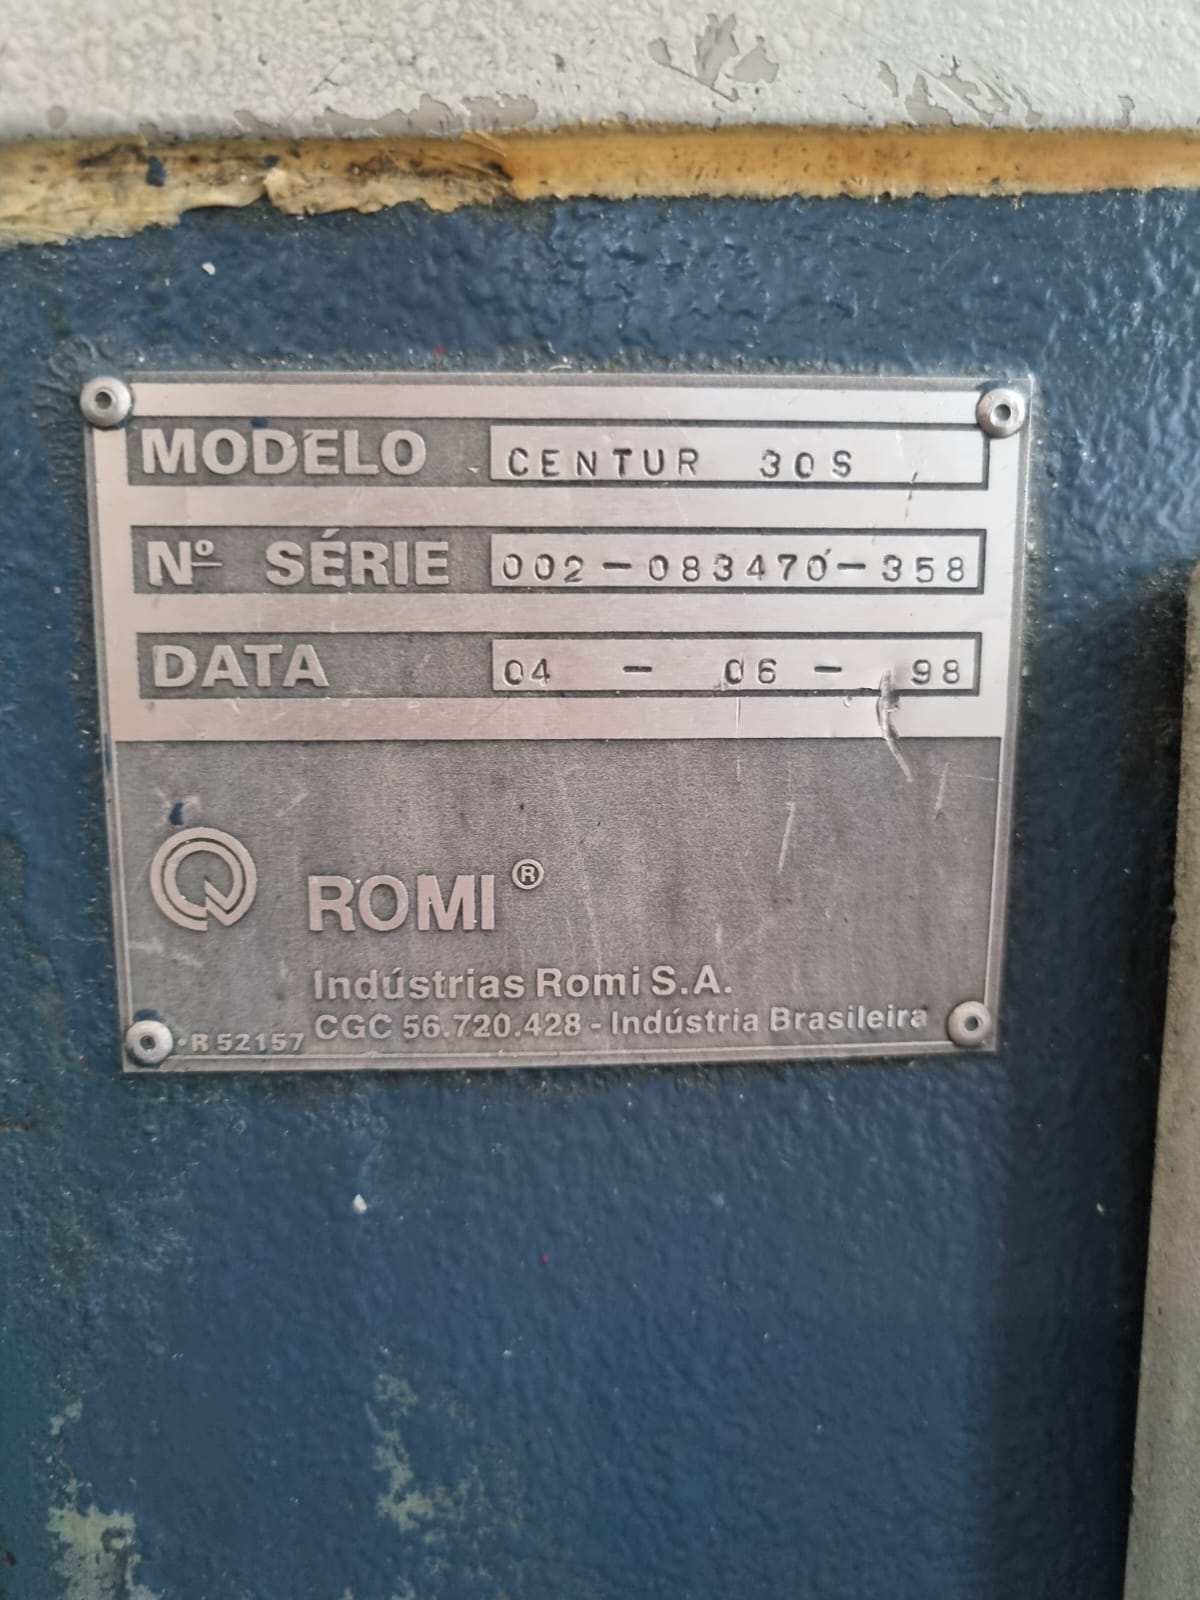 MODELO CENTUR 30S
Nº SÉRIE 002-083470-358
DATA 04 - 06 - 98
ROMI®
Indústrias Romi S.A.
CGC 56.720.428 - Indústria Brasileira
R 52157